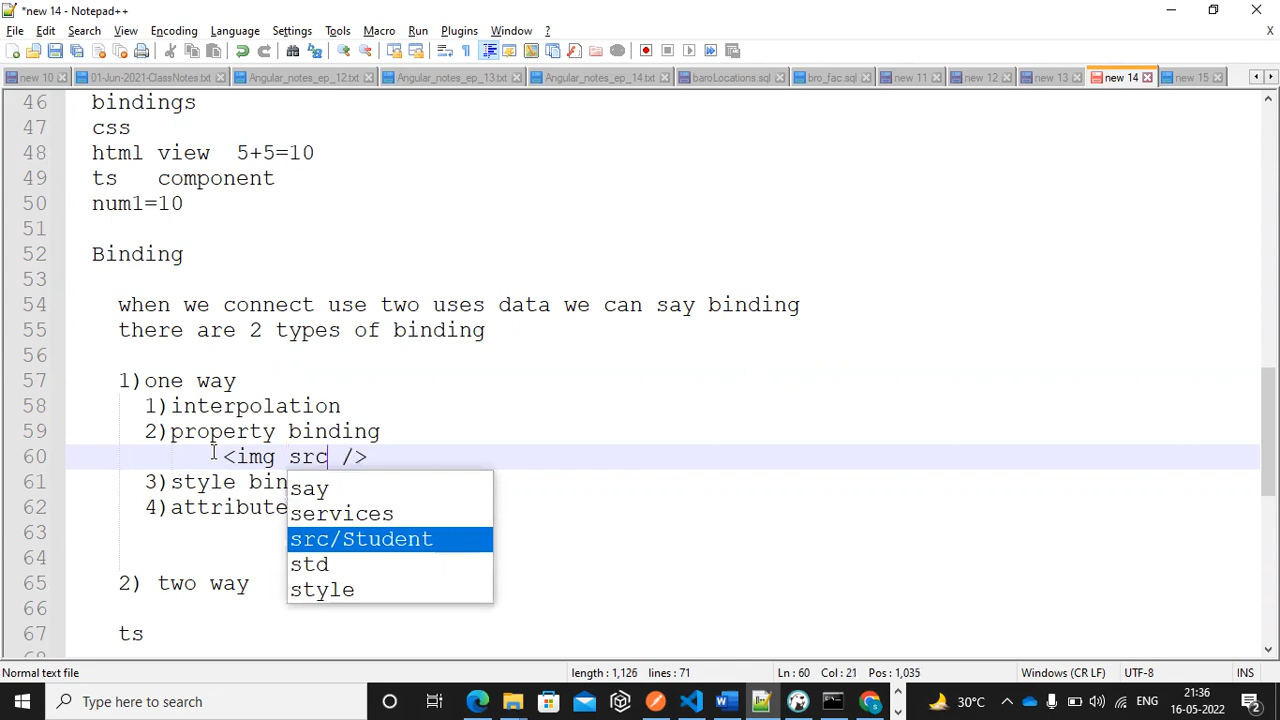 *new 14 - Notepad++
File Edit Search View Encoding Language Settings Tools Macro Run Plugins Window ?
new 10 01-Jun-2021-ClassNotes.txt Angular_notes_ep_12.txt Angular_notes_ep_13.txt Angular_notes_ep_14.txt bro_fac.sql new 11 new 12 new 13 new 14 new 15
46 bindings
47 css
48 html view 5+5=10
49 ts component
50 num1=10
51
52 Binding
53
54 when we connect use two uses data we can say binding
55 there are 2 types of binding
56
57 1)one way
58 1)interpolation
59 2)property binding
60 <img src />
61 3)style bin
say
62 4)attribute
services
src/Student
63
64 std
65 2) two way
style
66
67 ts
Normal text file length : 1,126 lines : 71 Ln : 60 Col : 21 Pos : 1,035 Windows (CR LF) UTF-8 INS
Type here to search 30°C ENG 21:36 16-05-2022 2